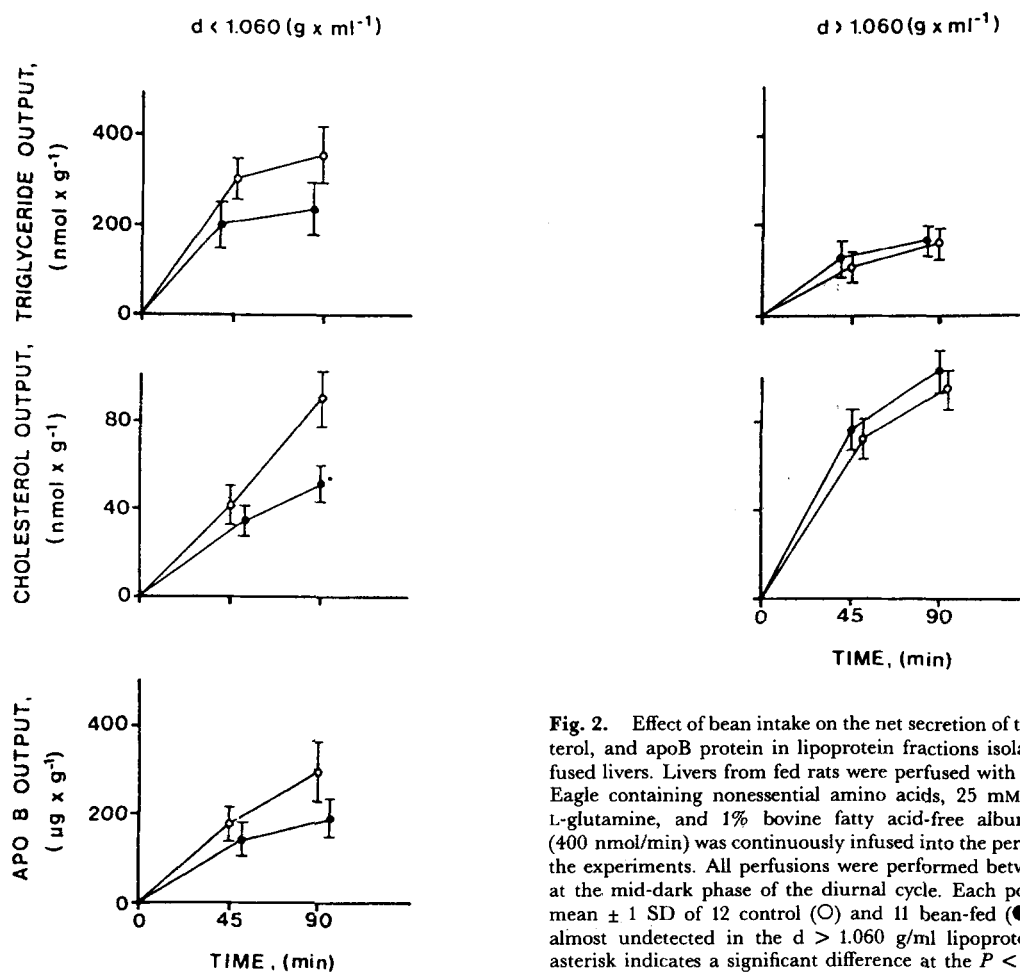 d < 1.060 (g x ml⁻¹)
d > 1.060 (g x ml⁻¹)
TRIGLYCERIDE OUTPUT,
(nmol x g⁻¹)
400
200
0
CHOLESTEROL OUTPUT,
(nmol x g⁻¹)
80
40
0
0
45
90
TIME, (min)
APO B OUTPUT,
(µg x g⁻¹)
400
200
0
0
45
90
TIME, (min)
Fig. 2. Effect of bean intake on the net secretion of t
terol, and apoB protein in lipoprotein fractions isola
fused livers. Livers from fed rats were perfused with
Eagle containing nonessential amino acids, 25 mM
L-glutamine, and 1% bovine fatty acid-free album
(400 nmol/min) was continuously infused into the per
the experiments. All perfusions were performed betw
at the mid-dark phase of the diurnal cycle. Each po
mean ± 1 SD of 12 control (○) and 11 bean-fed (●
almost undetected in the d > 1.060 g/ml lipoprote
asterisk indicates a significant difference at the P <